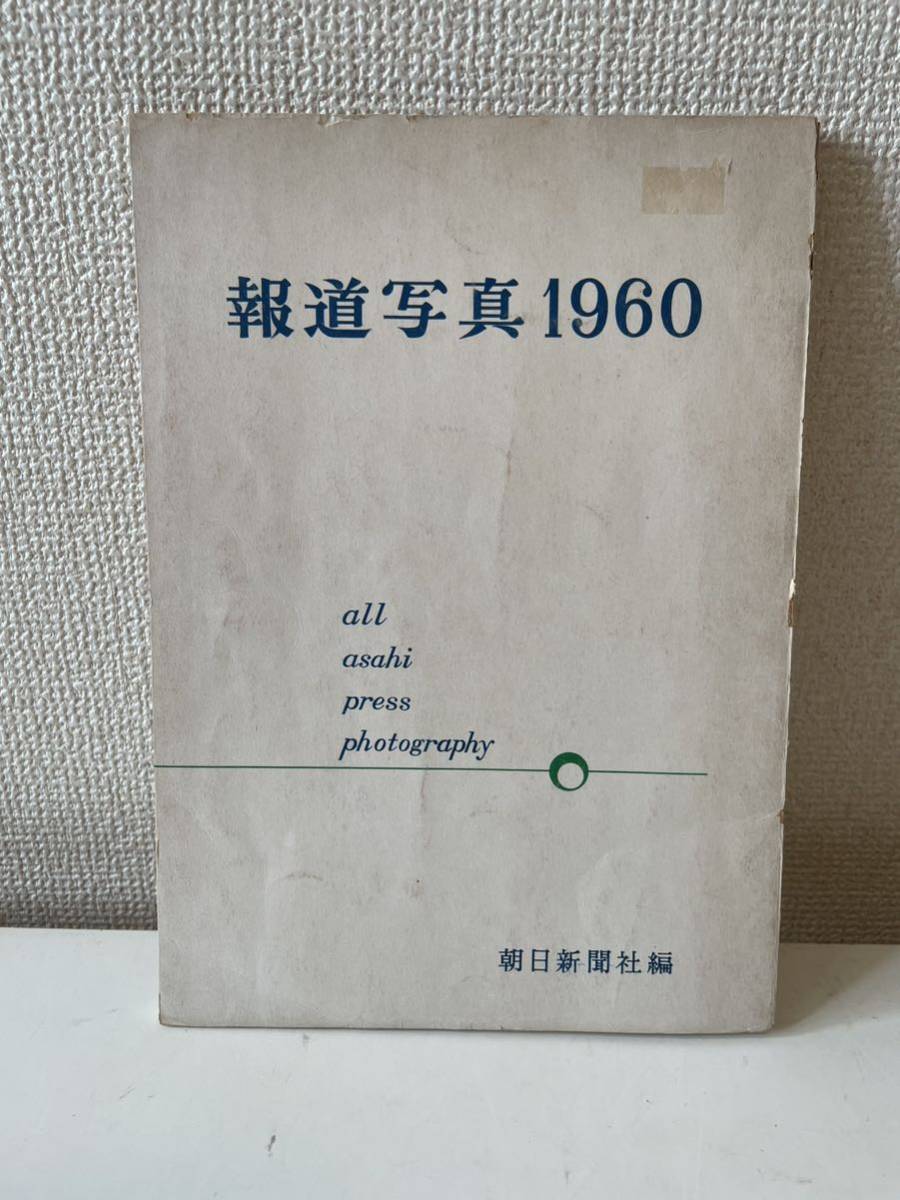 報道写真1960
all
asahi
press
photography
朝日新聞社編